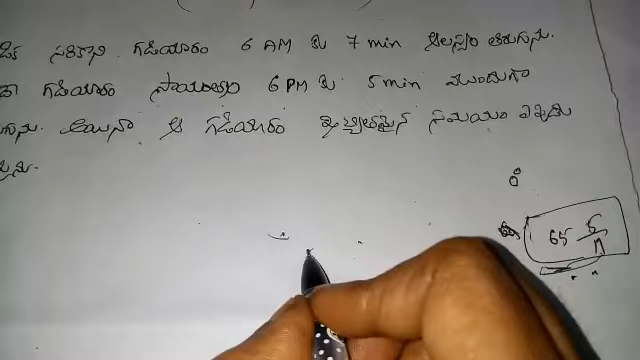 ఒక సరికాని గడియారం 6 AM కు 7 min ఆలస్యం తిరుగును.
గడియారం సాయంత్రం 6 PM కు 5 min ముందుగా
గును. అయినా ఆ గడియారం ఖచ్చితమైన సమయం ఎప్పుడు
65 5/11